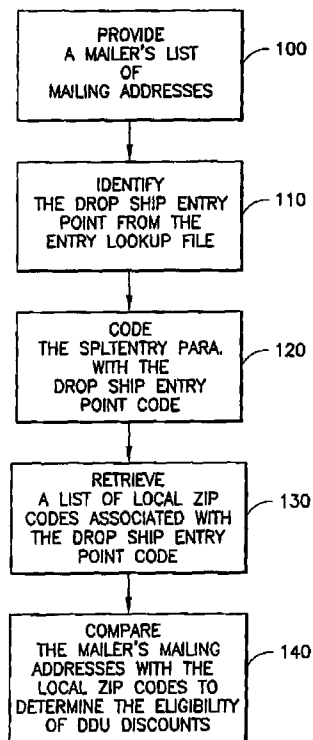 PROVIDE
A MAILER'S LIST
OF
MAILING ADDRESSES
100
IDENTIFY
THE DROP SHIP ENTRY
POINT FROM THE
ENTRY LOOKUP FILE
110
CODE
THE SPLTENTRY PARA.
WITH THE
DROP SHIP ENTRY
POINT CODE
120
RETRIEVE
A LIST OF LOCAL ZIP
CODES ASSOCIATED WITH
THE DROP SHIP ENTRY
POINT CODE
130
COMPARE
THE MAILER'S MAILING
ADDRESSES WITH THE
LOCAL ZIP CODES TO
DETERMINE THE ELIGIBILITY
OF DDU DISCOUNTS
140